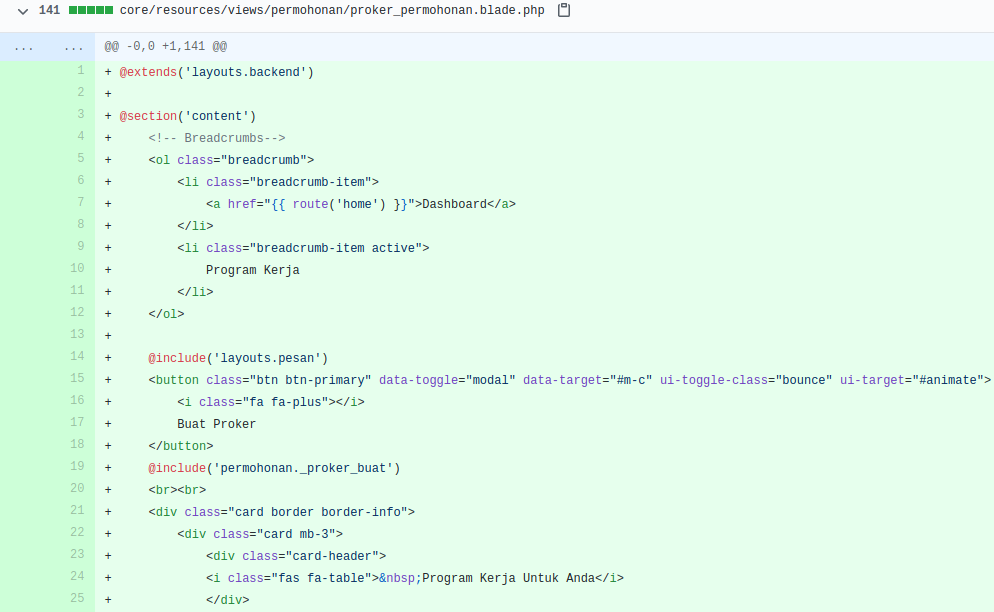 141 core/resources/views/permohonan/proker_permohonan.blade.php
... ... @@ -0,0 +1,141 @@
1 + @extends('layouts.backend')
2 +
3 + @section('content')
4 +     <!-- Breadcrumbs-->
5 +     <ol class="breadcrumb">
6 +         <li class="breadcrumb-item">
7 +             <a href="{{ route('home') }}">Dashboard</a>
8 +         </li>
9 +         <li class="breadcrumb-item active">
10 +             Program Kerja
11 +         </li>
12 +     </ol>
13 +
14 +     @include('layouts.pesan')
15 +     <button class="btn btn-primary" data-toggle="modal" data-target="#m-c" ui-toggle-class="bounce" ui-target="#animate">
16 +         <i class="fa fa-plus"></i>
17 +         Buat Proker
18 +     </button>
19 +     @include('permohonan._proker_buat')
20 +     <br><br>
21 +     <div class="card border border-info">
22 +         <div class="card mb-3">
23 +             <div class="card-header">
24 +             <i class="fas fa-table">&nbsp;Program Kerja Untuk Anda</i>
25 +             </div>